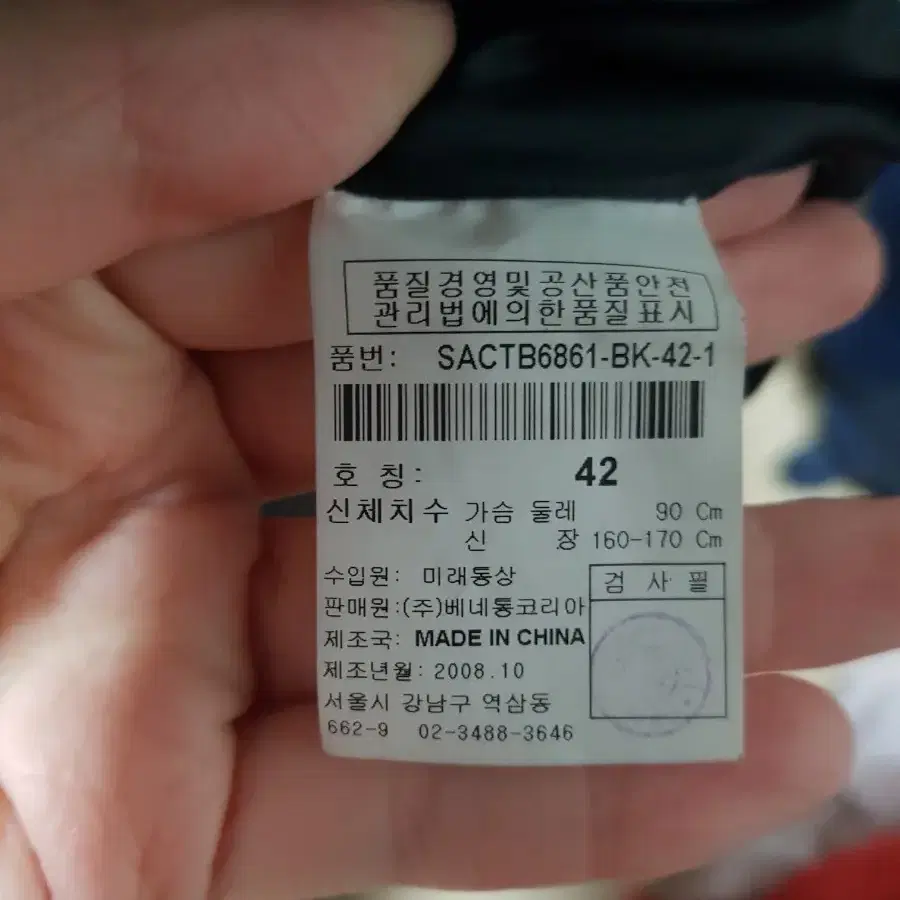 품질경영및공산품안전
관리법에의한품질표시
품번: SACTB6861-BK-42-1
호 칭: 42
신체치수 가슴 둘레 90 Cm
신 장 160-170 Cm
수입원: 미래통상
검 사 필
판매원:(주)베네통코리아
제조국: MADE IN CHINA
제조년월: 2008.10
서울시 강남구 역삼동
662-9 02-3488-3646